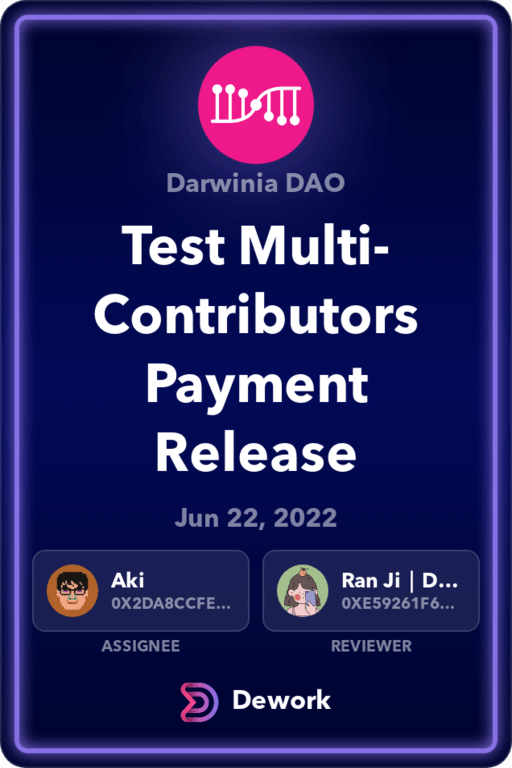 Darwinia DAO
Test Multi-
Contributors
Payment
Release
Jun 22, 2022
Aki
0X2DA8CCFE...
ASSIGNEE
Ran Ji | D...
0XE59261F6...
REVIEWER
Dework